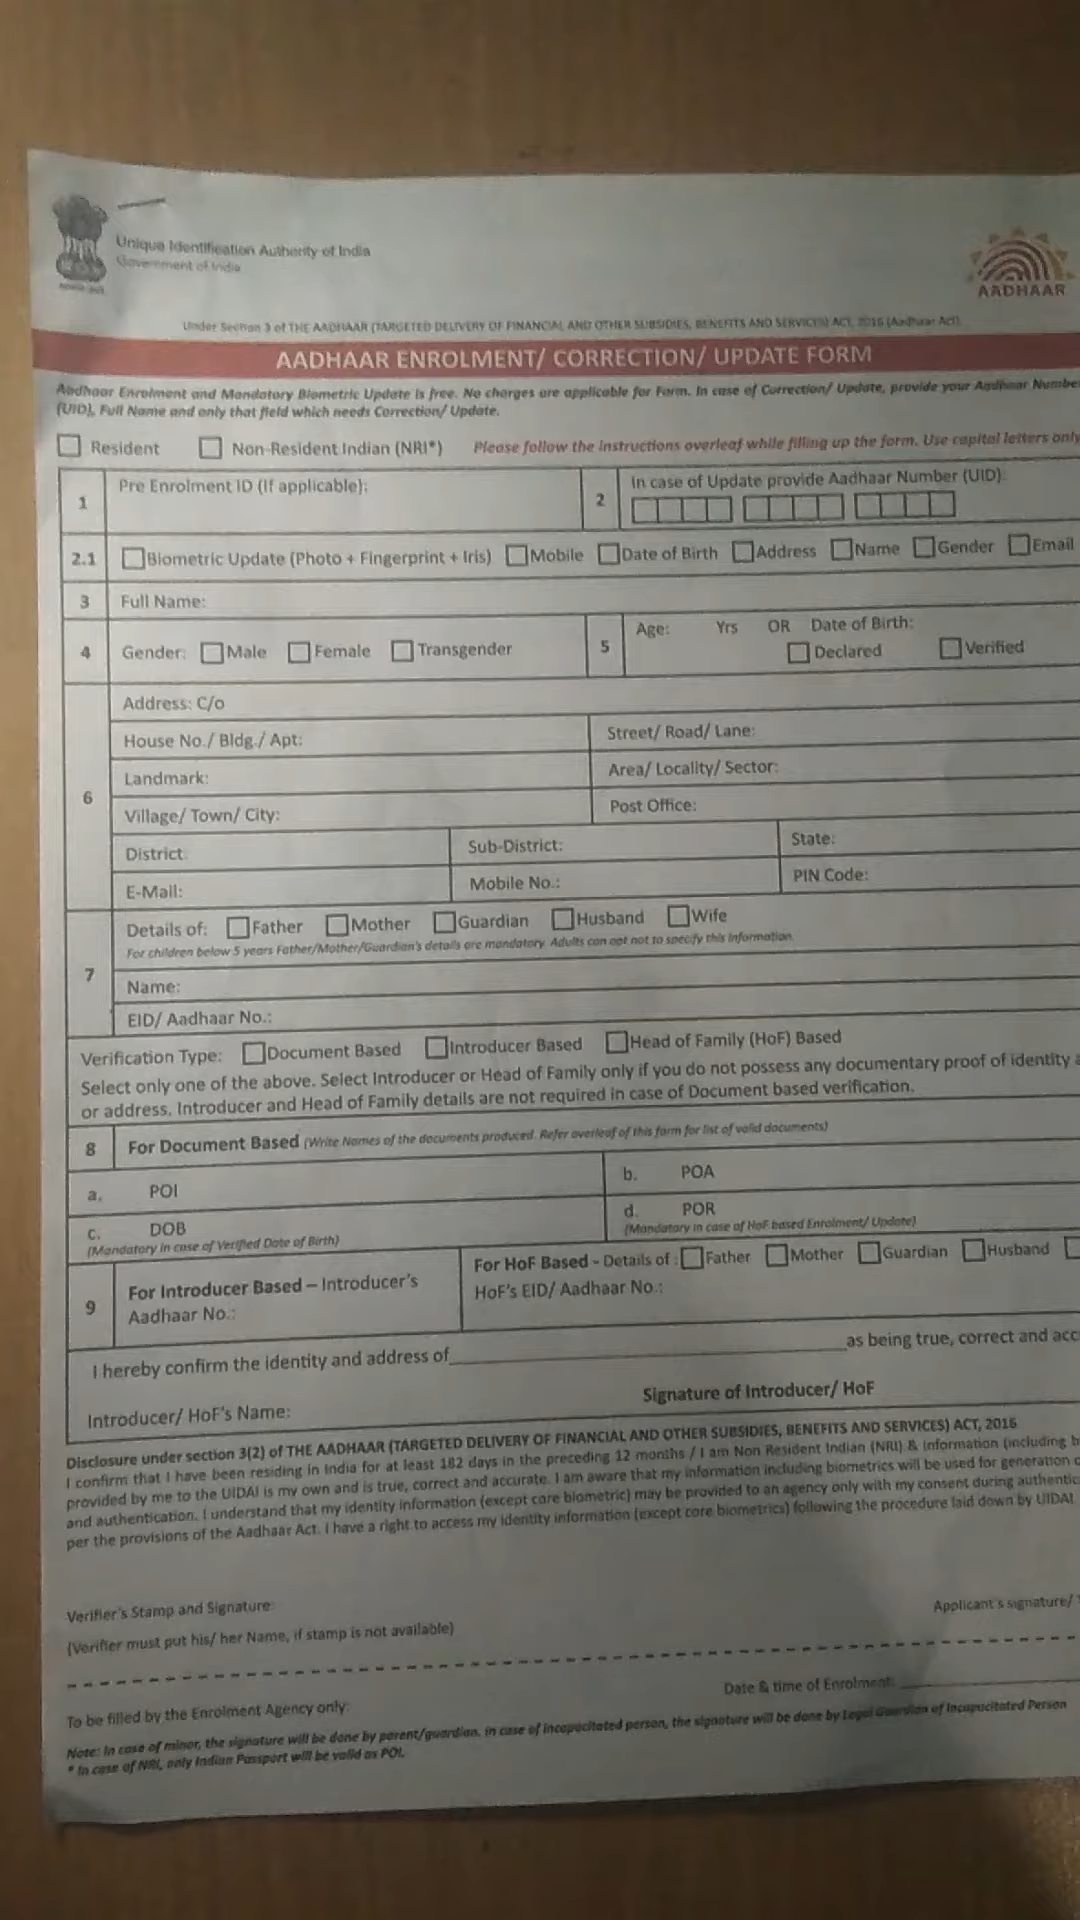 Unique Identification Authority of India
Government of India
AADHAAR
Under Section 3 of THE AADHAAR (TARGETED DELIVERY OF FINANCIAL AND OTHER SUBSIDIES, BENEFITS AND SERVICES) ACT, 2016 (Aadhaar Act)
AADHAAR ENROLMENT/ CORRECTION/ UPDATE FORM
Aadhaar Enrolment and Mandatory Biometric Update is free. No charges are applicable for Form. In case of Correction/ Update, provide your Aadhaar Number
(UID), Full Name and only that field which needs Correction/ Update.
Resident Non-Resident Indian (NRI*) Please follow the instructions overleaf while filling up the form. Use capital letters only
1 Pre Enrolment ID (If applicable): 2 In case of Update provide Aadhaar Number (UID):
2.1 Biometric Update (Photo + Fingerprint + Iris) Mobile Date of Birth Address Name Gender Email
3 Full Name:
4 Gender: Male Female Transgender 5 Age: Yrs OR Date of Birth:
Declared Verified
6 Address: C/o
House No./ Bldg./ Apt: Street/ Road/ Lane:
Landmark: Area/ Locality/ Sector:
Village/ Town/ City: Post Office:
District: Sub-District: State:
E-Mail: Mobile No.: PIN Code:
7 Details of: Father Mother Guardian Husband Wife
For children below 5 years Father/Mother/Guardian's details are mandatory. Adults can opt not to specify this information.
Name:
EID/ Aadhaar No.:
Verification Type: Document Based Introducer Based Head of Family (HoF) Based
Select only one of the above. Select Introducer or Head of Family only if you do not possess any documentary proof of identity
or address. Introducer and Head of Family details are not required in case of Document based verification.
8 For Document Based (Write Names of the documents produced. Refer overleaf of this form for list of valid documents)
a. POI b. POA
c. DOB d. POR
(Mandatory in case of Verified Date of Birth) (Mandatory in case of HoF based Enrolment/ Update)
9 For Introducer Based – Introducer's
Aadhaar No.:
For HoF Based - Details of : Father Mother Guardian Husband
HoF's EID/ Aadhaar No.:
I hereby confirm the identity and address of as being true, correct and acc
Signature of Introducer/ HoF
Introducer/ HoF's Name:
Disclosure under section 3(2) of THE AADHAAR (TARGETED DELIVERY OF FINANCIAL AND OTHER SUBSIDIES, BENEFITS AND SERVICES) ACT, 2016
I confirm that I have been residing in India for at least 182 days in the preceding 12 months / I am Non Resident Indian (NRI) & information (including
provided by me to the UIDAI is my own and is true, correct and accurate. I am aware that my information including biometrics will be used for generation
and authentication. I understand that my identity information (except core biometric) may be provided to an agency only with my consent during authentic
per the provisions of the Aadhaar Act. I have a right to access my identity information (except core biometrics) following the procedure laid down by UIDAI
Verifier's Stamp and Signature:
(Verifier must put his/ her Name, if stamp is not available)
Applicant's signature/
To be filled by the Enrolment Agency only: Date & time of Enrolment:
Note: In case of minor, the signature will be done by parent/guardian. In case of incapacitated person, the signature will be done by Legal Guardian of Incapacitated Person
* In case of NRI, only Indian Passport will be valid as POI.